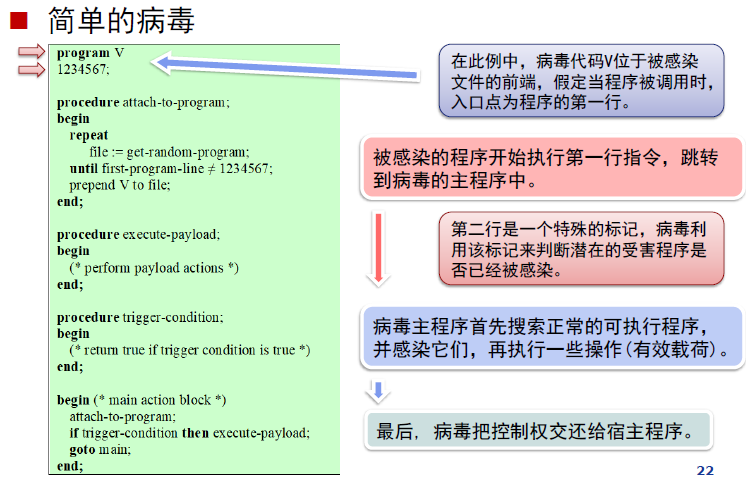 简单的病毒
program V
1234567;
procedure attach-to-program;
begin
repeat
file := get-random-program;
until first-program-line ≠ 1234567;
prepend V to file;
end;
procedure execute-payload;
begin
(* perform payload actions *)
end;
procedure trigger-condition;
begin
(* return true if trigger condition is true *)
end;
begin (* main action block *)
attach-to-program;
if trigger-condition then execute-payload;
goto main;
end;
在此例中，病毒代码V位于被感染
文件的前端，假定当程序被调用时，
入口点为程序的第一行。
被感染的程序开始执行第一行指令，跳转
到病毒的主程序中。
第二行是一个特殊的标记，病毒利
用该标记来判断潜在的受害程序是
否已经被感染。
病毒主程序首先搜索正常的可执行程序，
并感染它们，再执行一些操作(有效载荷)。
最后，病毒把控制权交还给宿主程序。
22